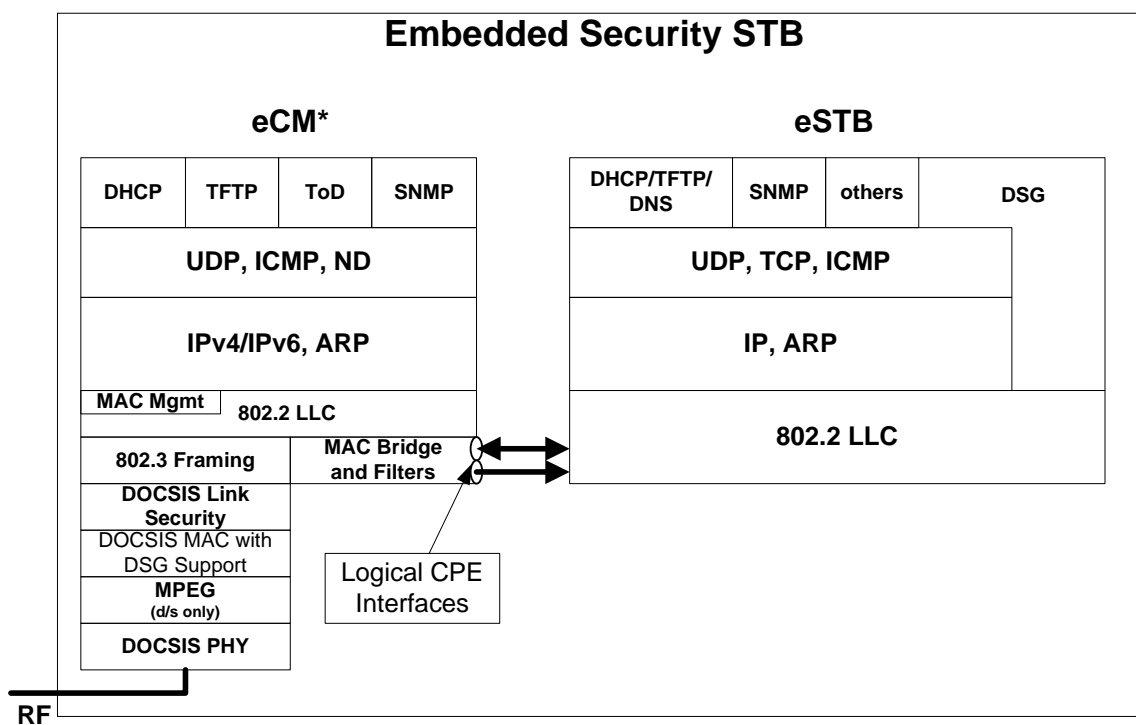 Embedded Security STB
eCM*
eSTB
DHCP
TFTP
ToD
SNMP
UDP, ICMP, ND
IPv4/IPv6, ARP
MAC Mgmt
802.2 LLC
802.3 Framing
MAC Bridge
and Filters
DOCSIS Link
Security
DOCSIS MAC with
DSG Support
MPEG
(d/s only)
DOCSIS PHY
RF
Logical CPE
Interfaces
DHCP/TFTP/
DNS
SNMP
others
DSG
UDP, TCP, ICMP
IP, ARP
802.2 LLC